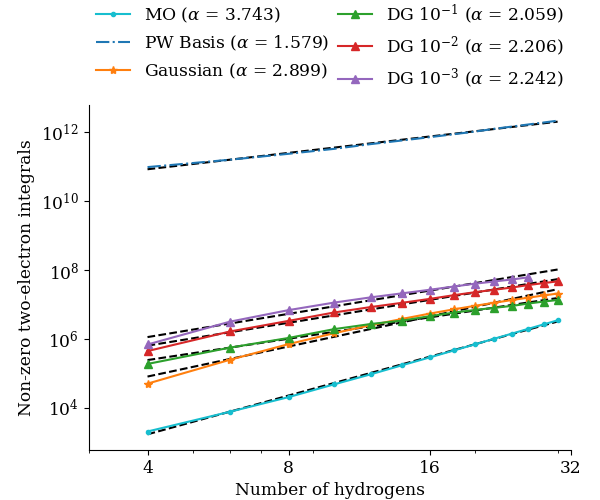 MO (α = 3.743)
PW Basis (α = 1.579)
Gaussian (α = 2.899)
DG 10⁻¹ (α = 2.059)
DG 10⁻² (α = 2.206)
DG 10⁻³ (α = 2.242)
Non-zero two-electron integrals
10¹²
10¹⁰
10⁸
10⁶
10⁴
4 8 16 32
Number of hydrogens